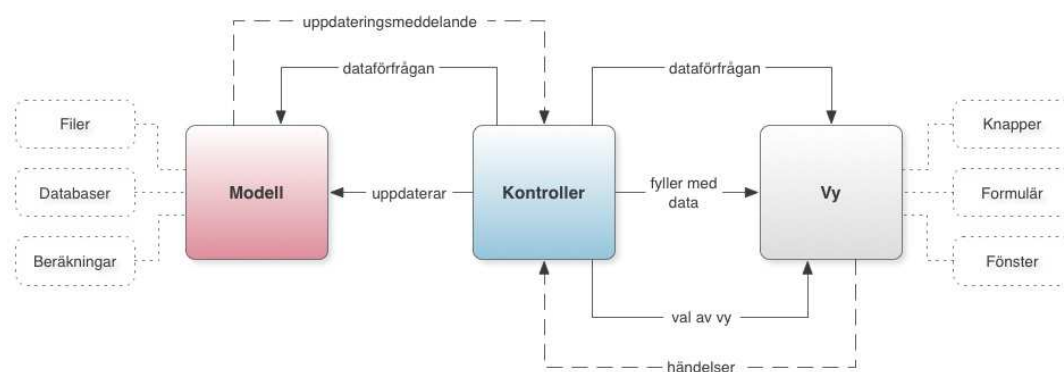 uppdateringsmeddelande
dataförfrågan
dataförfrågan
Filer
Databaser
Beräkningar
Modell
uppdaterar
Kontroller
fyller med
data
Vy
Knapper
Formulär
Fönster
val av vy
händelser